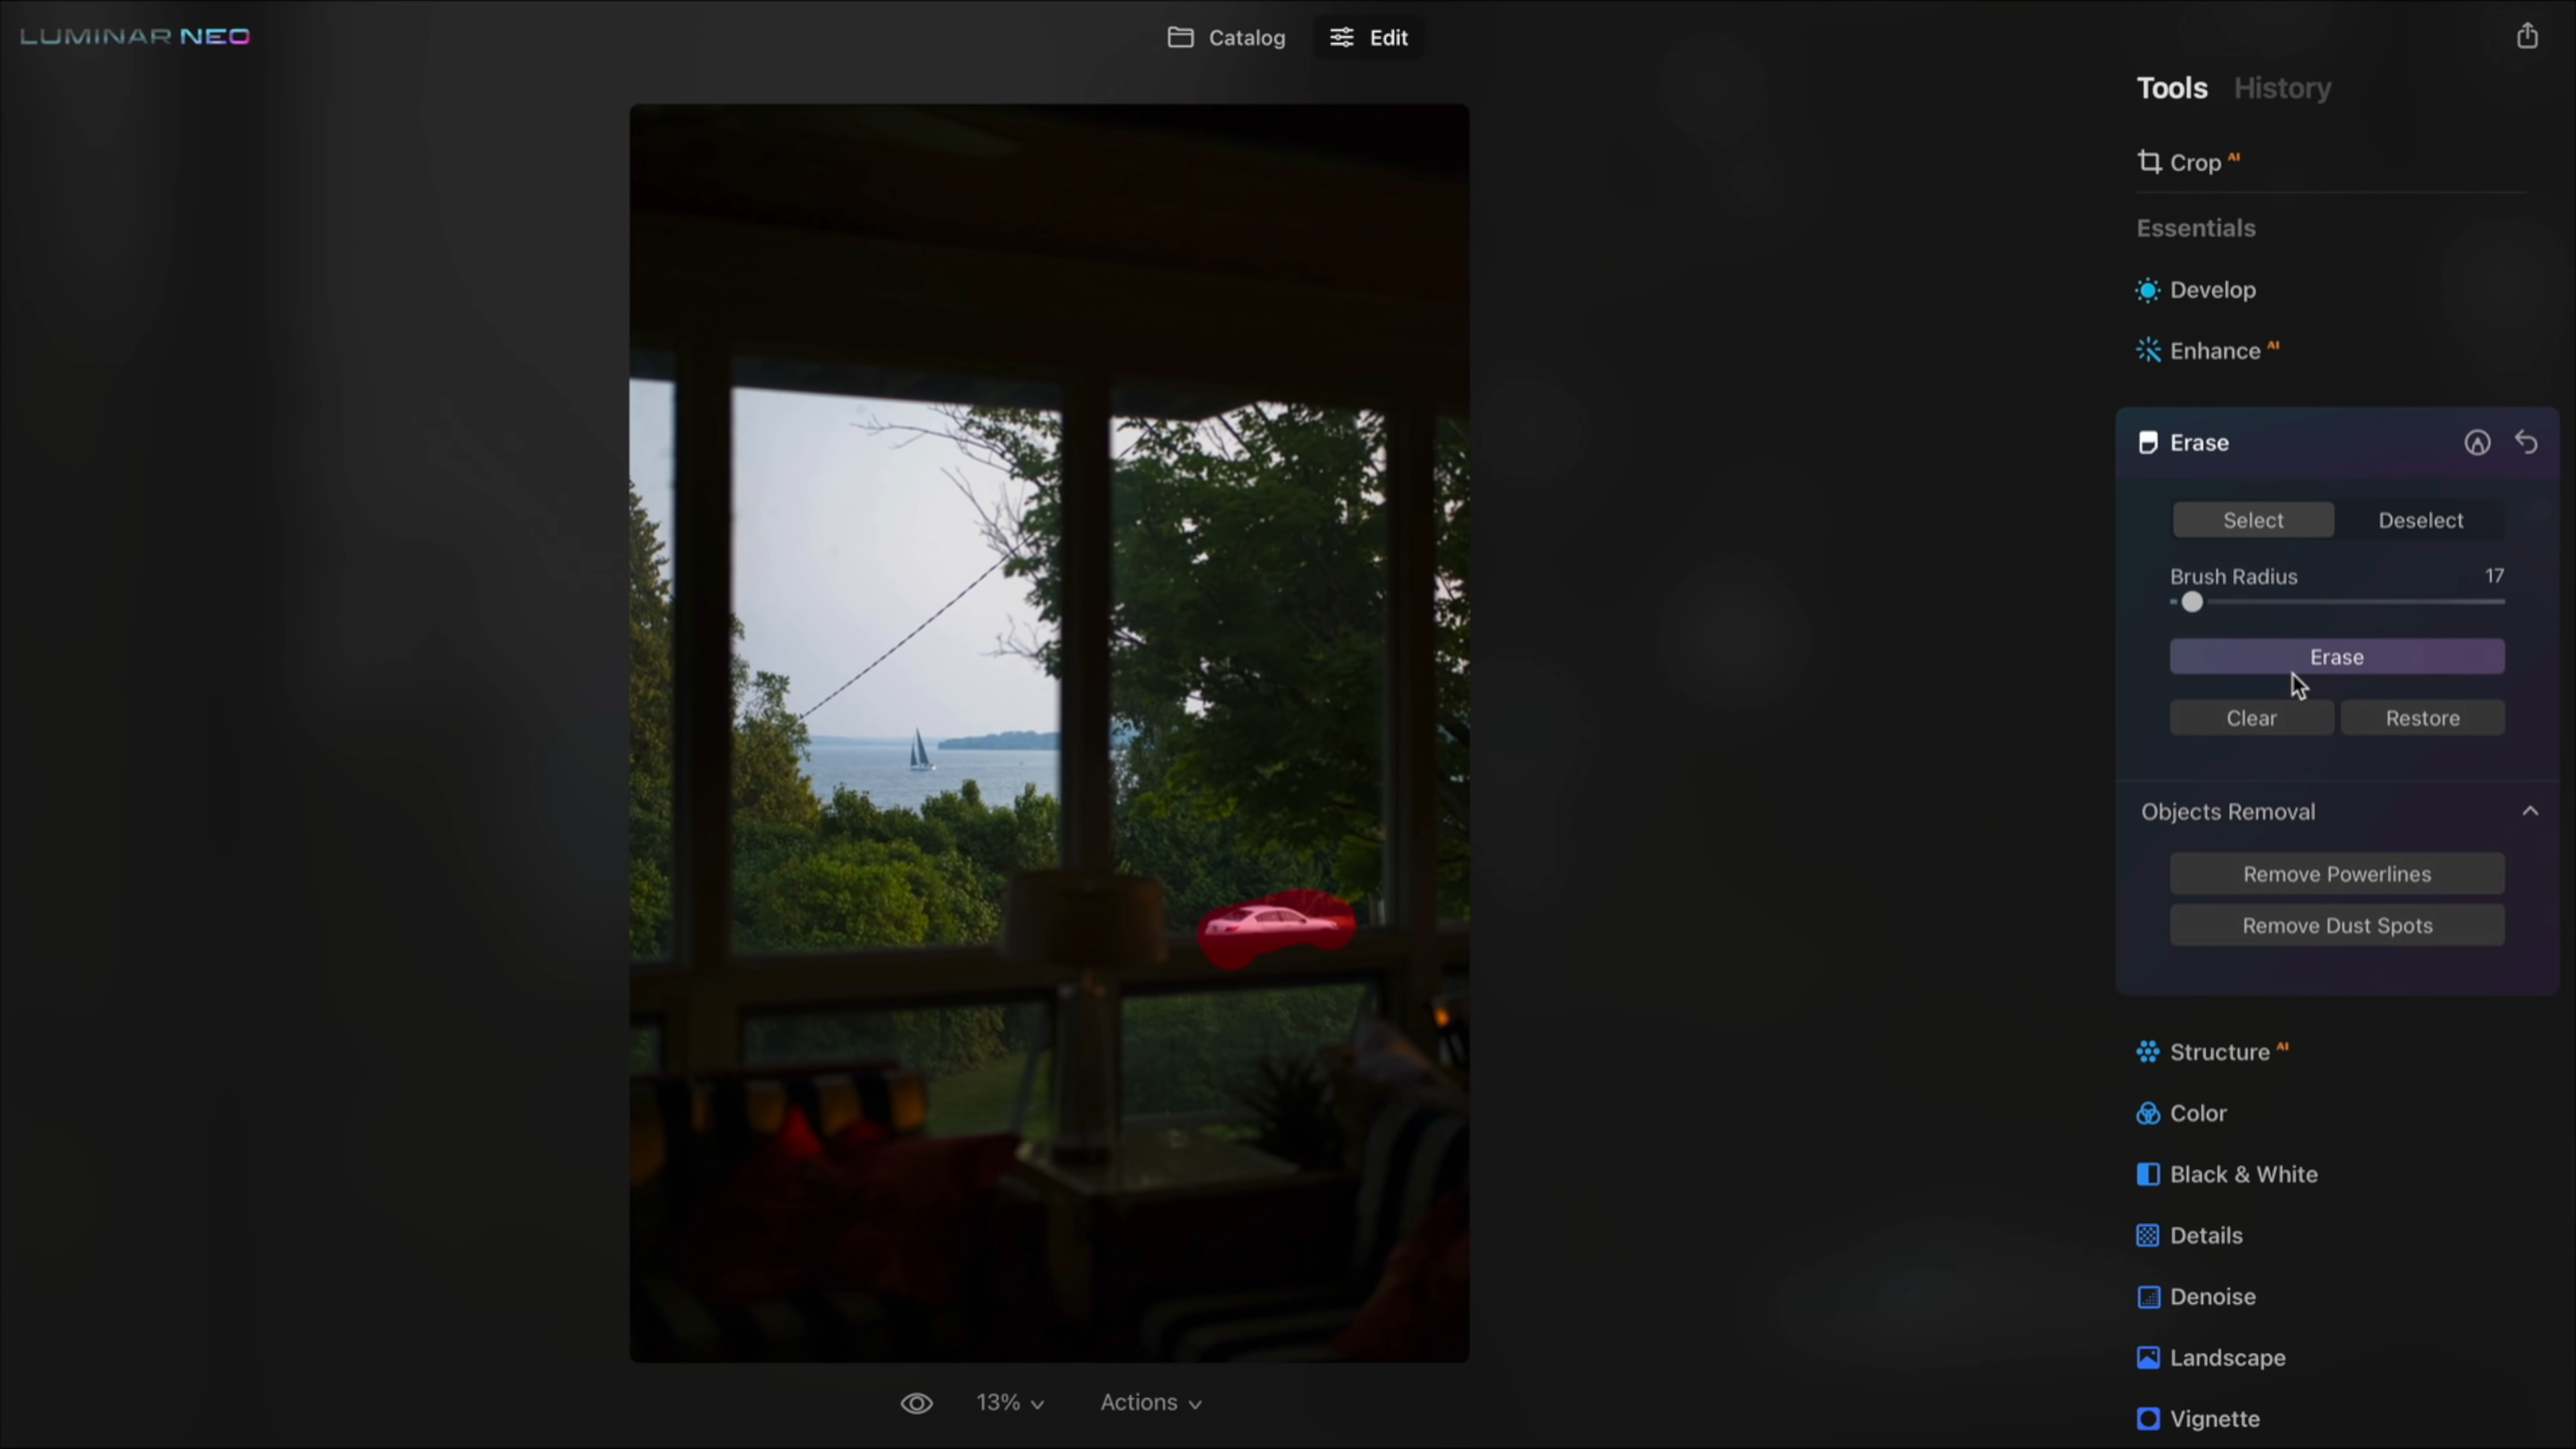 LUMINAR NEO
Catalog
Edit
Tools
History
Crop AI
Essentials
Develop
Enhance AI
Erase
Select
Deselect
Brush Radius
17
Erase
Clear
Restore
Objects Removal
Remove Powerlines
Remove Dust Spots
Structure AI
Color
Black & White
Details
Denoise
Landscape
Vignette
13%
Actions